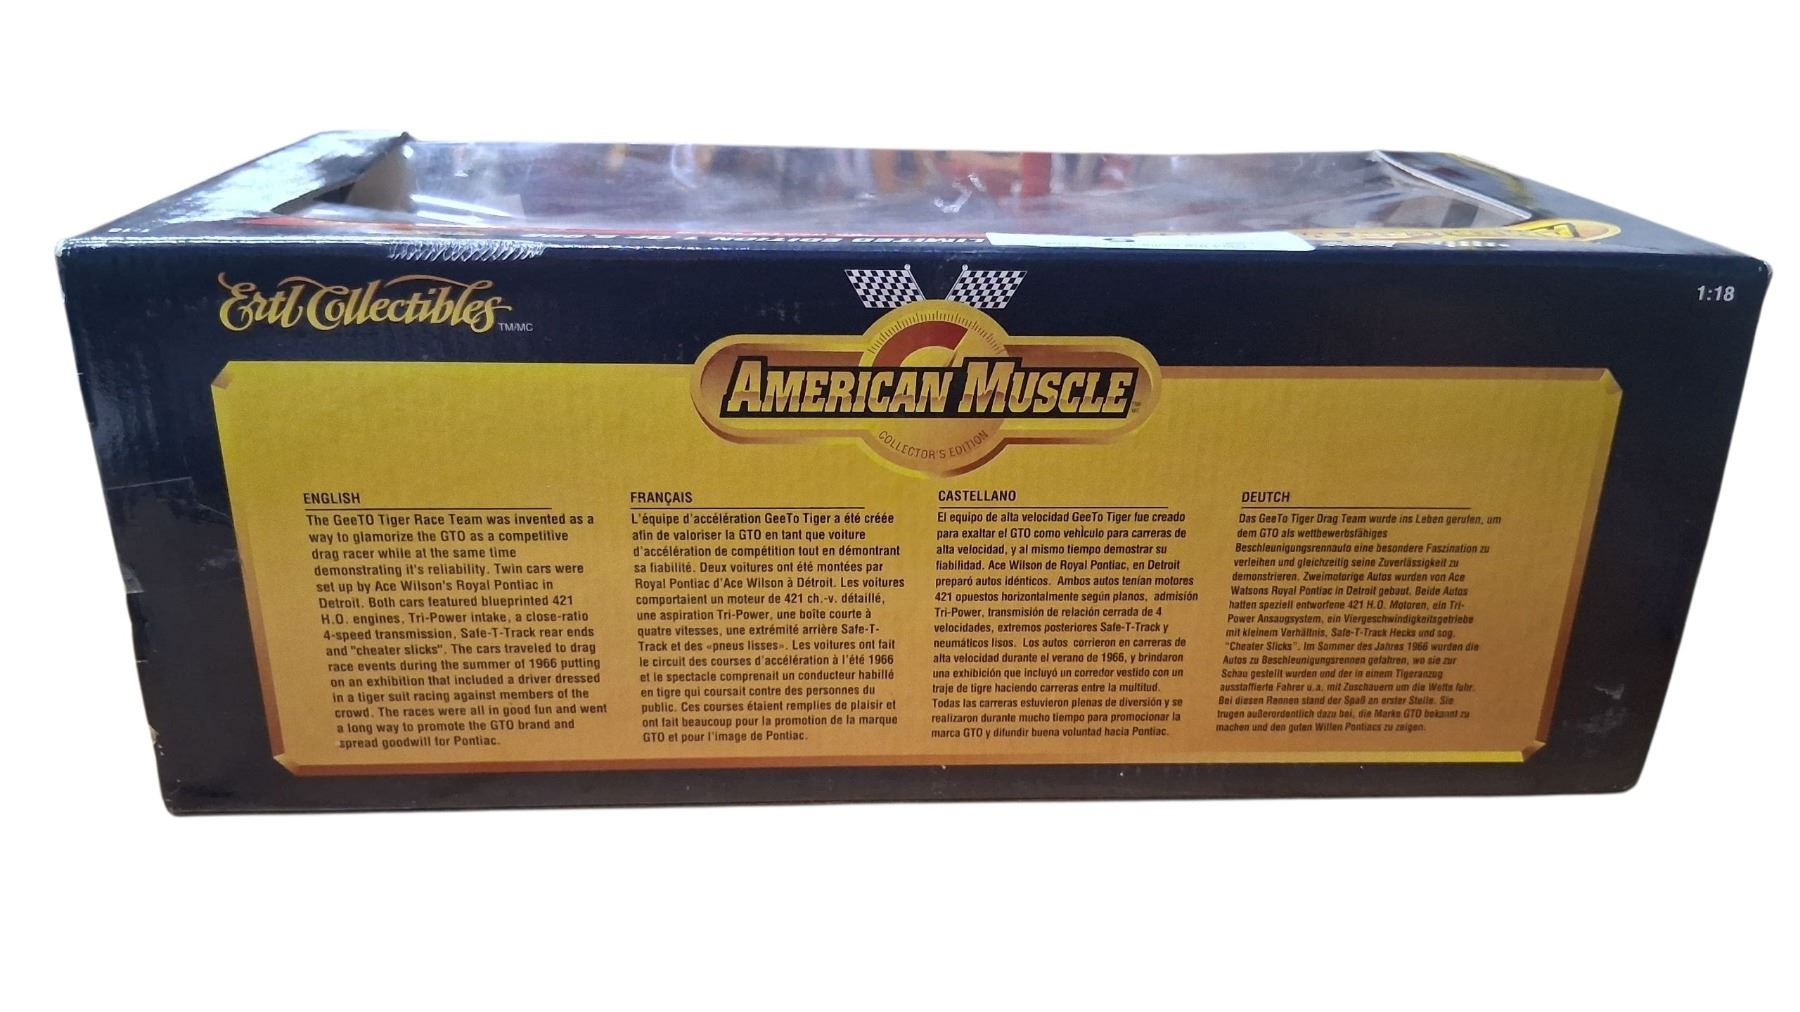 LIMITED EDITION
Ertl Collectibles TM/MC
1:18
AMERICAN MUSCLE
COLLECTOR'S EDITION
ENGLISH
The GeeTO Tiger Race Team was invented as a
way to glamorize the GTO as a competitive
drag racer while at the same time
demonstrating it's reliability. Twin cars were
set up by Ace Wilson's Royal Pontiac in
Detroit. Both cars featured blueprinted 421
H.O. engines, Tri-Power intake, a close-ratio
4-speed transmission, Safe-T-Track rear ends
and "cheater slicks". The cars traveled to drag
race events during the summer of 1966 putting
on an exhibition that included a driver dressed
in a tiger suit racing against members of the
crowd. The races were all in good fun and went
a long way to promote the GTO brand and
spread goodwill for Pontiac.
FRANÇAIS
L'équipe d'accélération GeeTo Tiger a été créée
afin de valoriser la GTO en tant que voiture
d'accélération de compétition tout en démontrant
sa fiabilité. Deux voitures ont été montées par
Royal Pontiac d'Ace Wilson à Détroit. Les voitures
comportaient un moteur de 421 ch.-v. détaillé,
une aspiration Tri-Power, une boîte courte à
quatre vitesses, une extrémité arrière Safe-T-
Track et des «pneus lisses». Les voitures ont fait
le circuit des courses d'accélération à l'été 1966
et le spectacle comprenait un conducteur habillé
en tigre qui coursait contre des personnes du
public. Ces courses étaient remplies de plaisir et
ont fait beaucoup pour la promotion de la marque
GTO et pour l'image de Pontiac.
CASTELLANO
El equipo de alta velocidad GeeTo Tiger fue creado
para exaltar el GTO como vehìculo para carreras de
alta velocidad, y al mismo tiempo demostrar su
fiabilidad. Ace Wilson de Royal Pontiac, en Detroit
preparó autos idénticos. Ambos autos tenían motores
421 opuestos horizontalmente según planos, admisión
Tri-Power, transmisión de relación cerrada de 4
velocidades, extremos posteriores Safe-T-Track y
neumáticos lisos. Los autos corrieron en carreras de
alta velocidad durante el verano de 1966, y brindaron
una exhibición que incluyó un corredor vestido con un
traje de tigre haciendo carreras entre la multitud.
Todas las carreras estuvieron plenas de diversión y se
realizaron durante mucho tiempo para promocionar la
marca GTO y difundir buena voluntad hacia Pontiac.
DEUTCH
Das GeeTo Tiger Drag Team wurde ins Leben gerufen, um
dem GTO als wettbewerbsfähiges
Beschleunigungsrennauto eine besondere Faszination zu
verleihen und gleichzeitig seine Zuverlässigkeit zu
demonstrieren. Zweimotorige Autos wurden von Ace
Watsons Royal Pontiac in Detroit gebaut. Beide Autos
hatten speziell entworfene 421 H.O. Motoren, ein Tri-
Power Ansaugsystem, ein Viergeschwindigkeitsgetriebe
mit kleinem Verhältnis, Safe-T-Track Hecks und sog.
"Cheater Slicks". Im Sommer des Jahres 1966 wurden die
Autos zu Beschleunigungsrennen gefahren, wo sie zur
Schau gestellt wurden und der in einem Tigeranzug
ausstaffierte Fahrer u.a. mit Zuschauern um die Wette fuhr.
Bei diesen Rennen stand der Spaß an erster Stelle. Sie
trugen außerordentlich dazu bei, die Marke GTO bekannt zu
machen und den guten Willen Pontiacs zu zeigen.